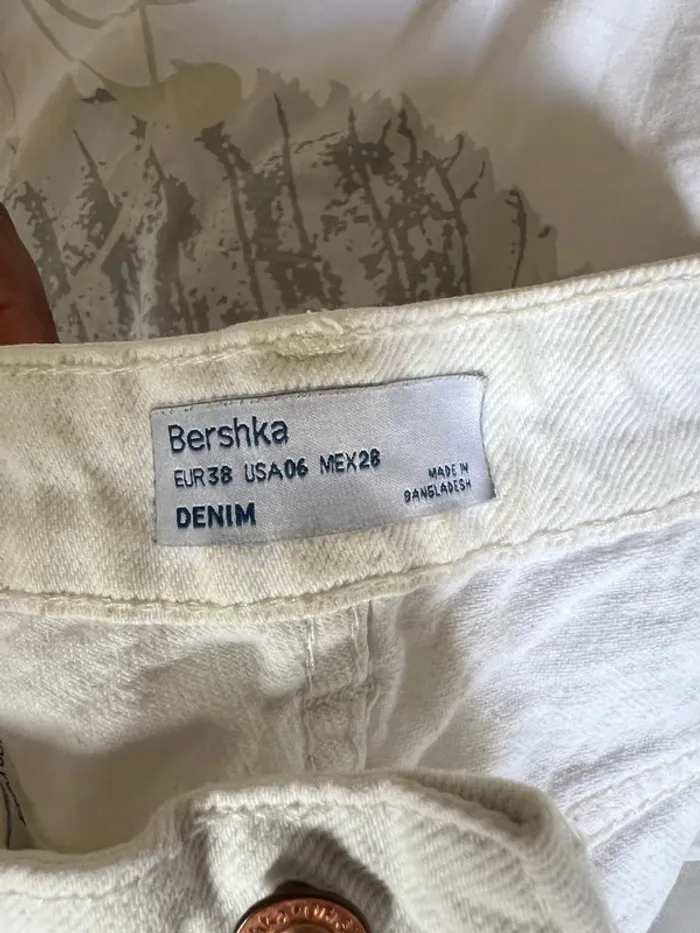 Bershka
EUR38 USA06 MEX28
MADE IN
BANGLADESH
DENIM